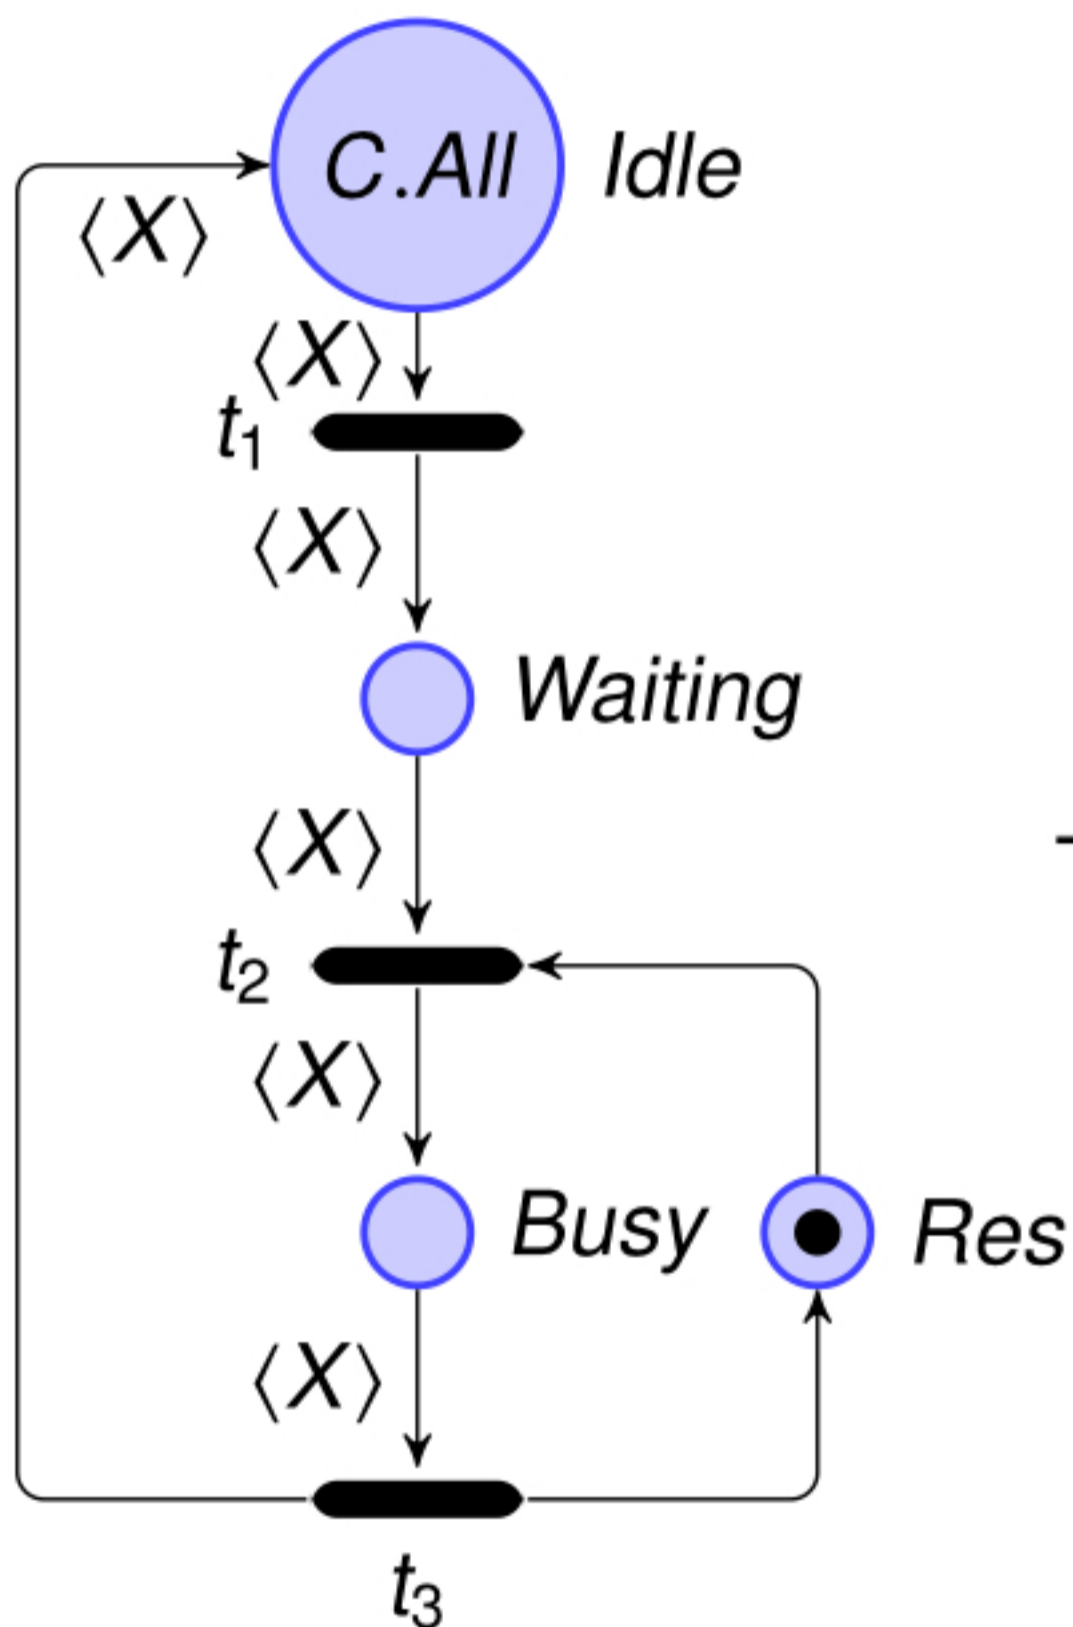 C.All Idle
⟨X⟩
⟨X⟩
t1
⟨X⟩
Waiting
⟨X⟩
t2
⟨X⟩
Busy Res
⟨X⟩
t3